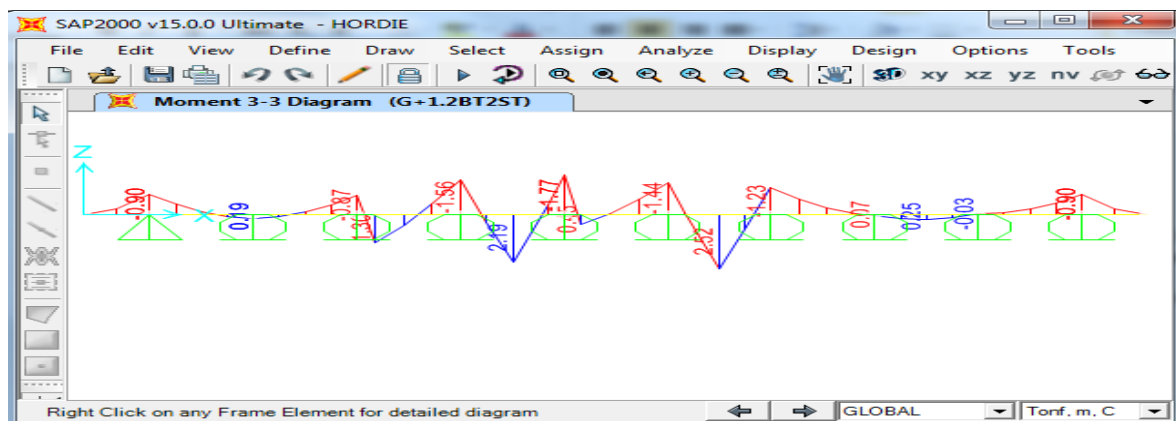 SAP2000 v15.0.0 Ultimate - HORDIE
File Edit View Define Draw Select Assign Analyze Display Design Options Tools
xy xz yz nv
Moment 3-3 Diagram (G+1.2BT2ST)
Z
X
-0.90
0.19
-0.87
-1.56
2.19
-1.77
-1.44
2.52
-1.23
0.07
0.25
-0.03
-0.90
Right Click on any Frame Element for detailed diagram
GLOBAL
Tonf, m, C